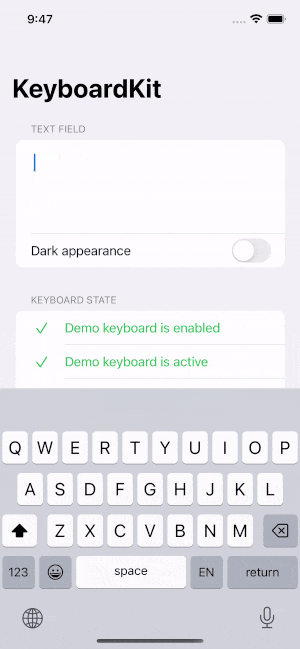 9:47
KeyboardKit
TEXT FIELD
Dark appearance
KEYBOARD STATE
Demo keyboard is enabled
Demo keyboard is active
Q W E R T Y U I O P
A S D F G H J K L
Z X C V B N M
123 space EN return